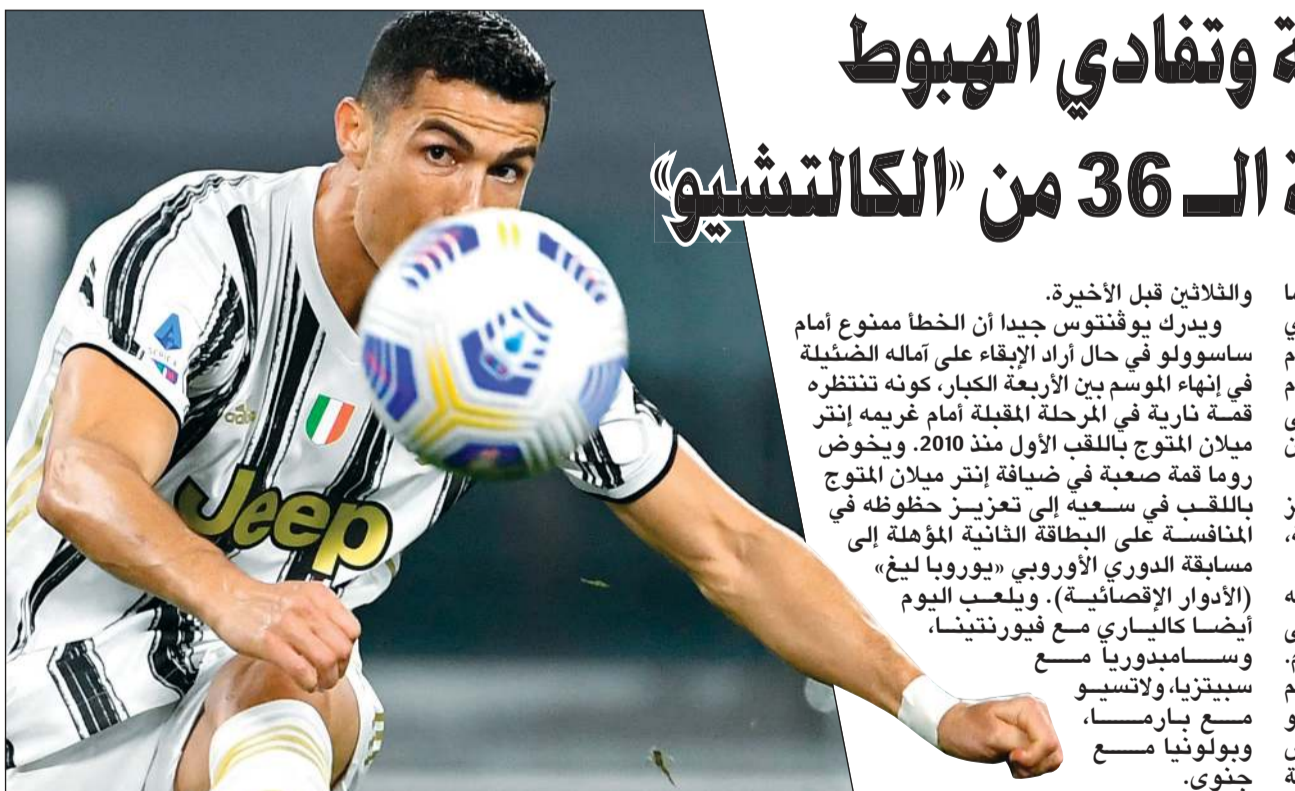 ة وتفادي الهبوط
ة الـ 36 من «الكالتشيو»
والثلاثين قبل الأخيرة.
ويدرك يوڤنتوس جيدا أن الخطأ ممنوع أمام
ساسوولو في حال أراد الإبقاء على آماله الضئيلة
في إنهاء الموسم بين الأربعة الكبار، كونه تنتظره
قمة نارية في المرحلة المقبلة أمام غريمه إنتر
ميلان المتوج باللقب الأول منذ 2010. ويخوض
روما قمة صعبة في ضيافة إنتر ميلان المتوج
باللقب في سعيه إلى تعزيز حظوظه في
المنافسة على البطاقة الثانية المؤهلة إلى
مسابقة الدوري الأوروبي «يوروبا ليغ»
(الأدوار الإقصائية). ويلعب اليوم
أيضا كالياري مع فيورنتينا،
وسامبدوريا مع
سبيتزيا، ولاتسيو
مع بارما،
وبولونيا مع
جنوى.
adidas
Jeep